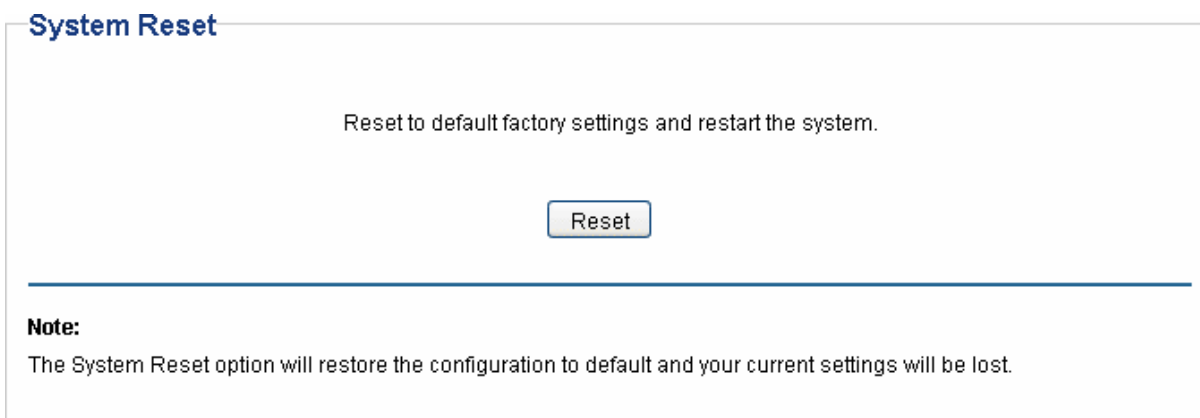 System Reset
Reset to default factory settings and restart the system.
Reset
Note:
The System Reset option will restore the configuration to default and your current settings will be lost.